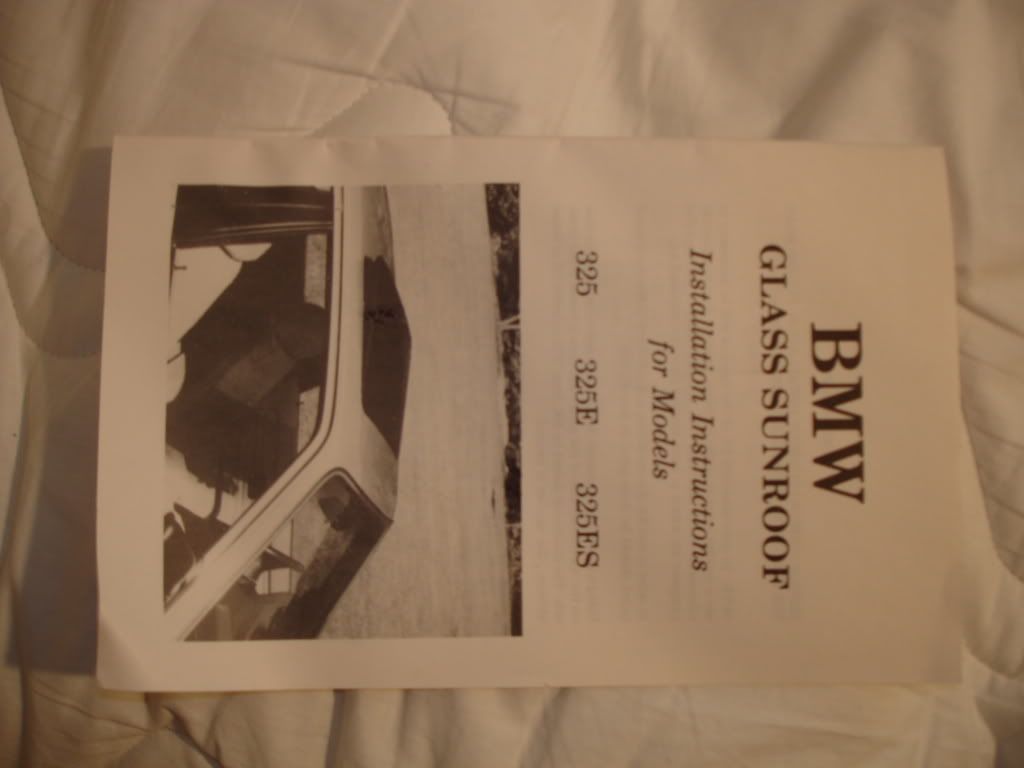 BMW
GLASS SUNROOF
Installation Instructions
for Models
325 325E 325ES